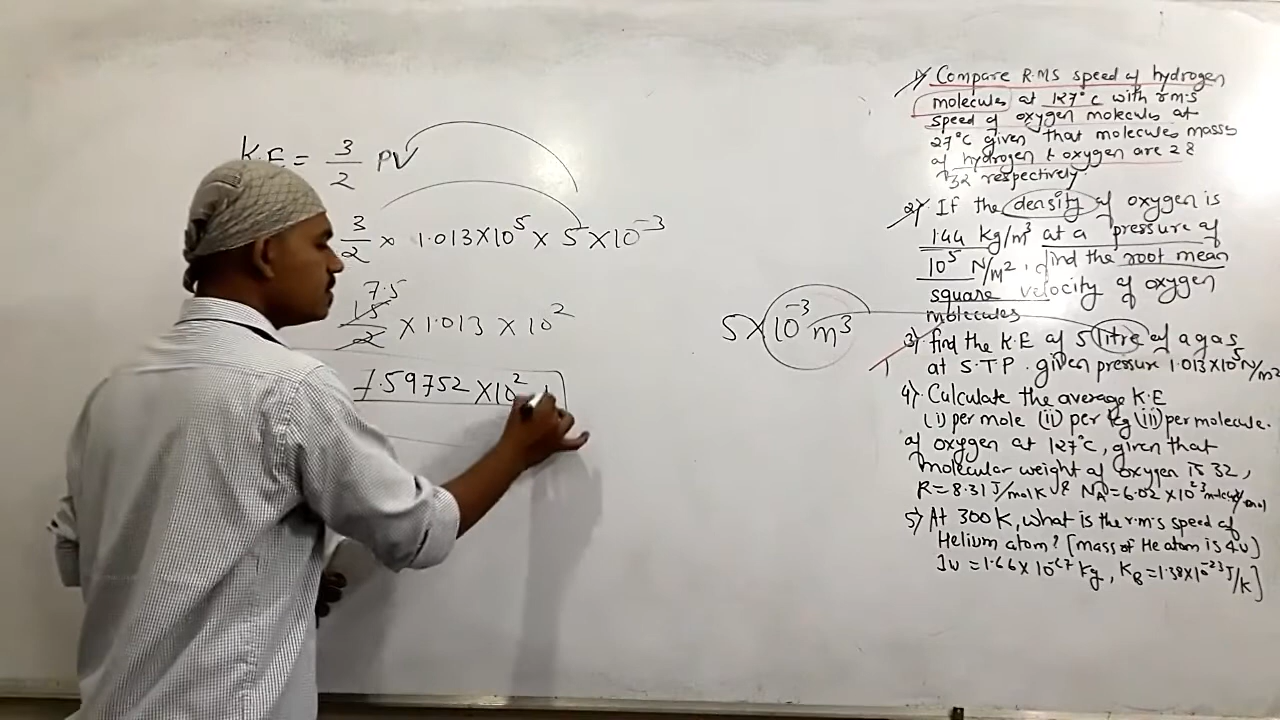 K.E = 3/2 PV
3/2 × 1.013×10⁵ × 5×10⁻³
7.5
15/2 × 1.013 × 10²
7.59752 ×10²
5×10⁻³ m³
1) Compare R.M.S speed of hydrogen
molecules at 127°C with r.m.s
speed of oxygen molecules at
27°C given that molecules masses
of hydrogen & oxygen are 2 &
32 respectively.
2) If the density of oxygen is
1.44 kg/m³ at a pressure of
10⁵ N/m², find the root mean
square velocity of oxygen
molecules
3) find the K.E of 5 litre of a gas
at S.T.P. given pressure 1.013×10⁵ N/m²
4) Calculate the average K.E
(i) per mole (ii) per kg (iii) per molecule.
of oxygen at 127°C, given that
molecular weight of oxygen is 32,
R=8.31 J/mol K & N_A=6.02 ×10²³
5) At 300K, what is the r.m.s speed of
Helium atom? [mass of He atom is 4u]
1u = 1.66×10⁻²⁷ kg, K_B=1.38×10⁻²³ J/K]